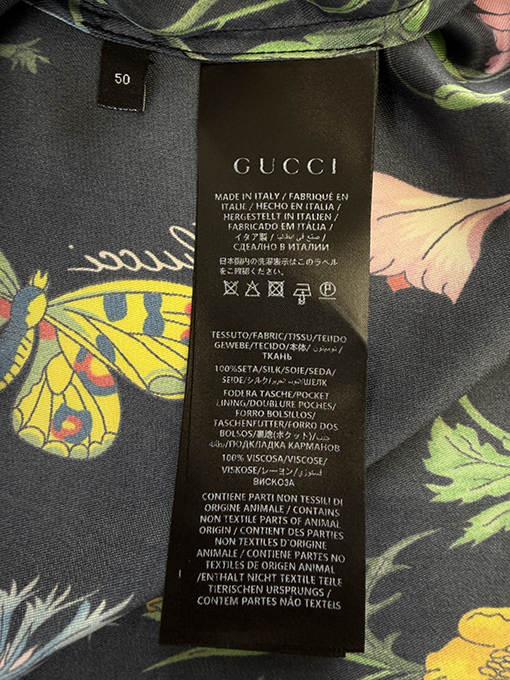 50
GUCCI
MADE IN ITALY / FABRIQUÉ EN
ITALIE / HECHO EN ITALIA /
HERGESTELLT IN ITALIEN /
FABRICADO EM ITÁLIA /
イタリア製 / صنع في ايطاليا /
СДЕЛАНО В ИТАЛИИ
日本国内の洗濯表示はこのラベル
をご確認ください。
Gucci
TESSUTO/FABRIC/TISSU/TEJIDO
GEWEBE/TECIDO/本体/
/ТКАНЬ
100%SETA/SILK/SOIE/SEDA/
SEIDE/シルク/ШЕЛК
FODERA TASCHE/POCKET
LINING/DOUBLURE POCHES/
FORRO BOLSILLOS/
TASCHENFUTTER/FORRO DOS
BOLSOS/裏地(ポケット)/
/ПОДКЛАДКА КАРМАНОВ
100% VISCOSA/VISCOSE/
VISKOSE/レーヨン/
ВИСКОЗА
CONTIENE PARTI NON TESSILI DI
ORIGINE ANIMALE / CONTAINS
NON TEXTILE PARTS OF ANIMAL
ORIGIN / CONTIENT DES PARTIES
NON TEXTILES D'ORIGINE
ANIMALE / CONTIENE PARTES NO
TEXTILES DE ORIGEN ANIMAL
/ENTHALT NICHT TEXTILE TEILE
TIERISCHEN URSPRUNGS /
CONTEM PARTES NÃO TEXTEIS